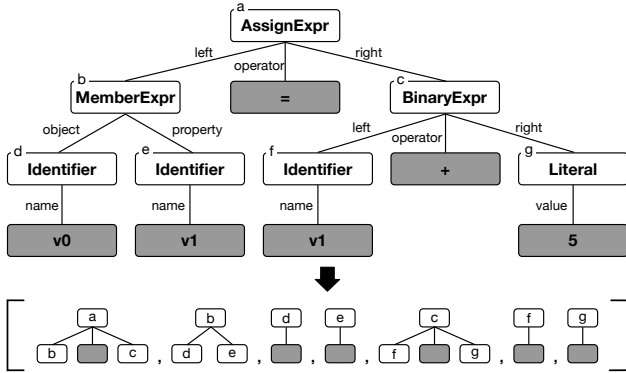 a
AssignExpr
left operator right
b c
MemberExpr = BinaryExpr
object property left operator right
d e f g
Identifier Identifier Identifier + Literal
name name name value
v0 v1 v1 5
[ a b d e c f g ]
b c , d e , , , f g , ,